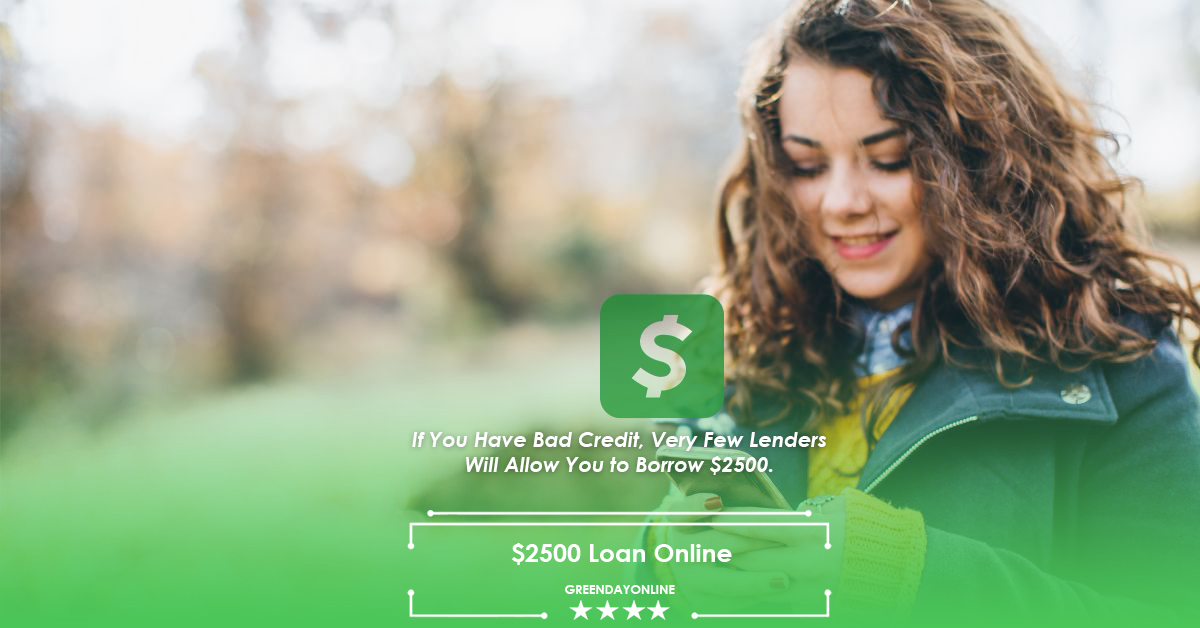 $
If You Have Bad Credit, Very Few Lenders
Will Allow You to Borrow $2500.
$2500 Loan Online
GREENDAYONLINE